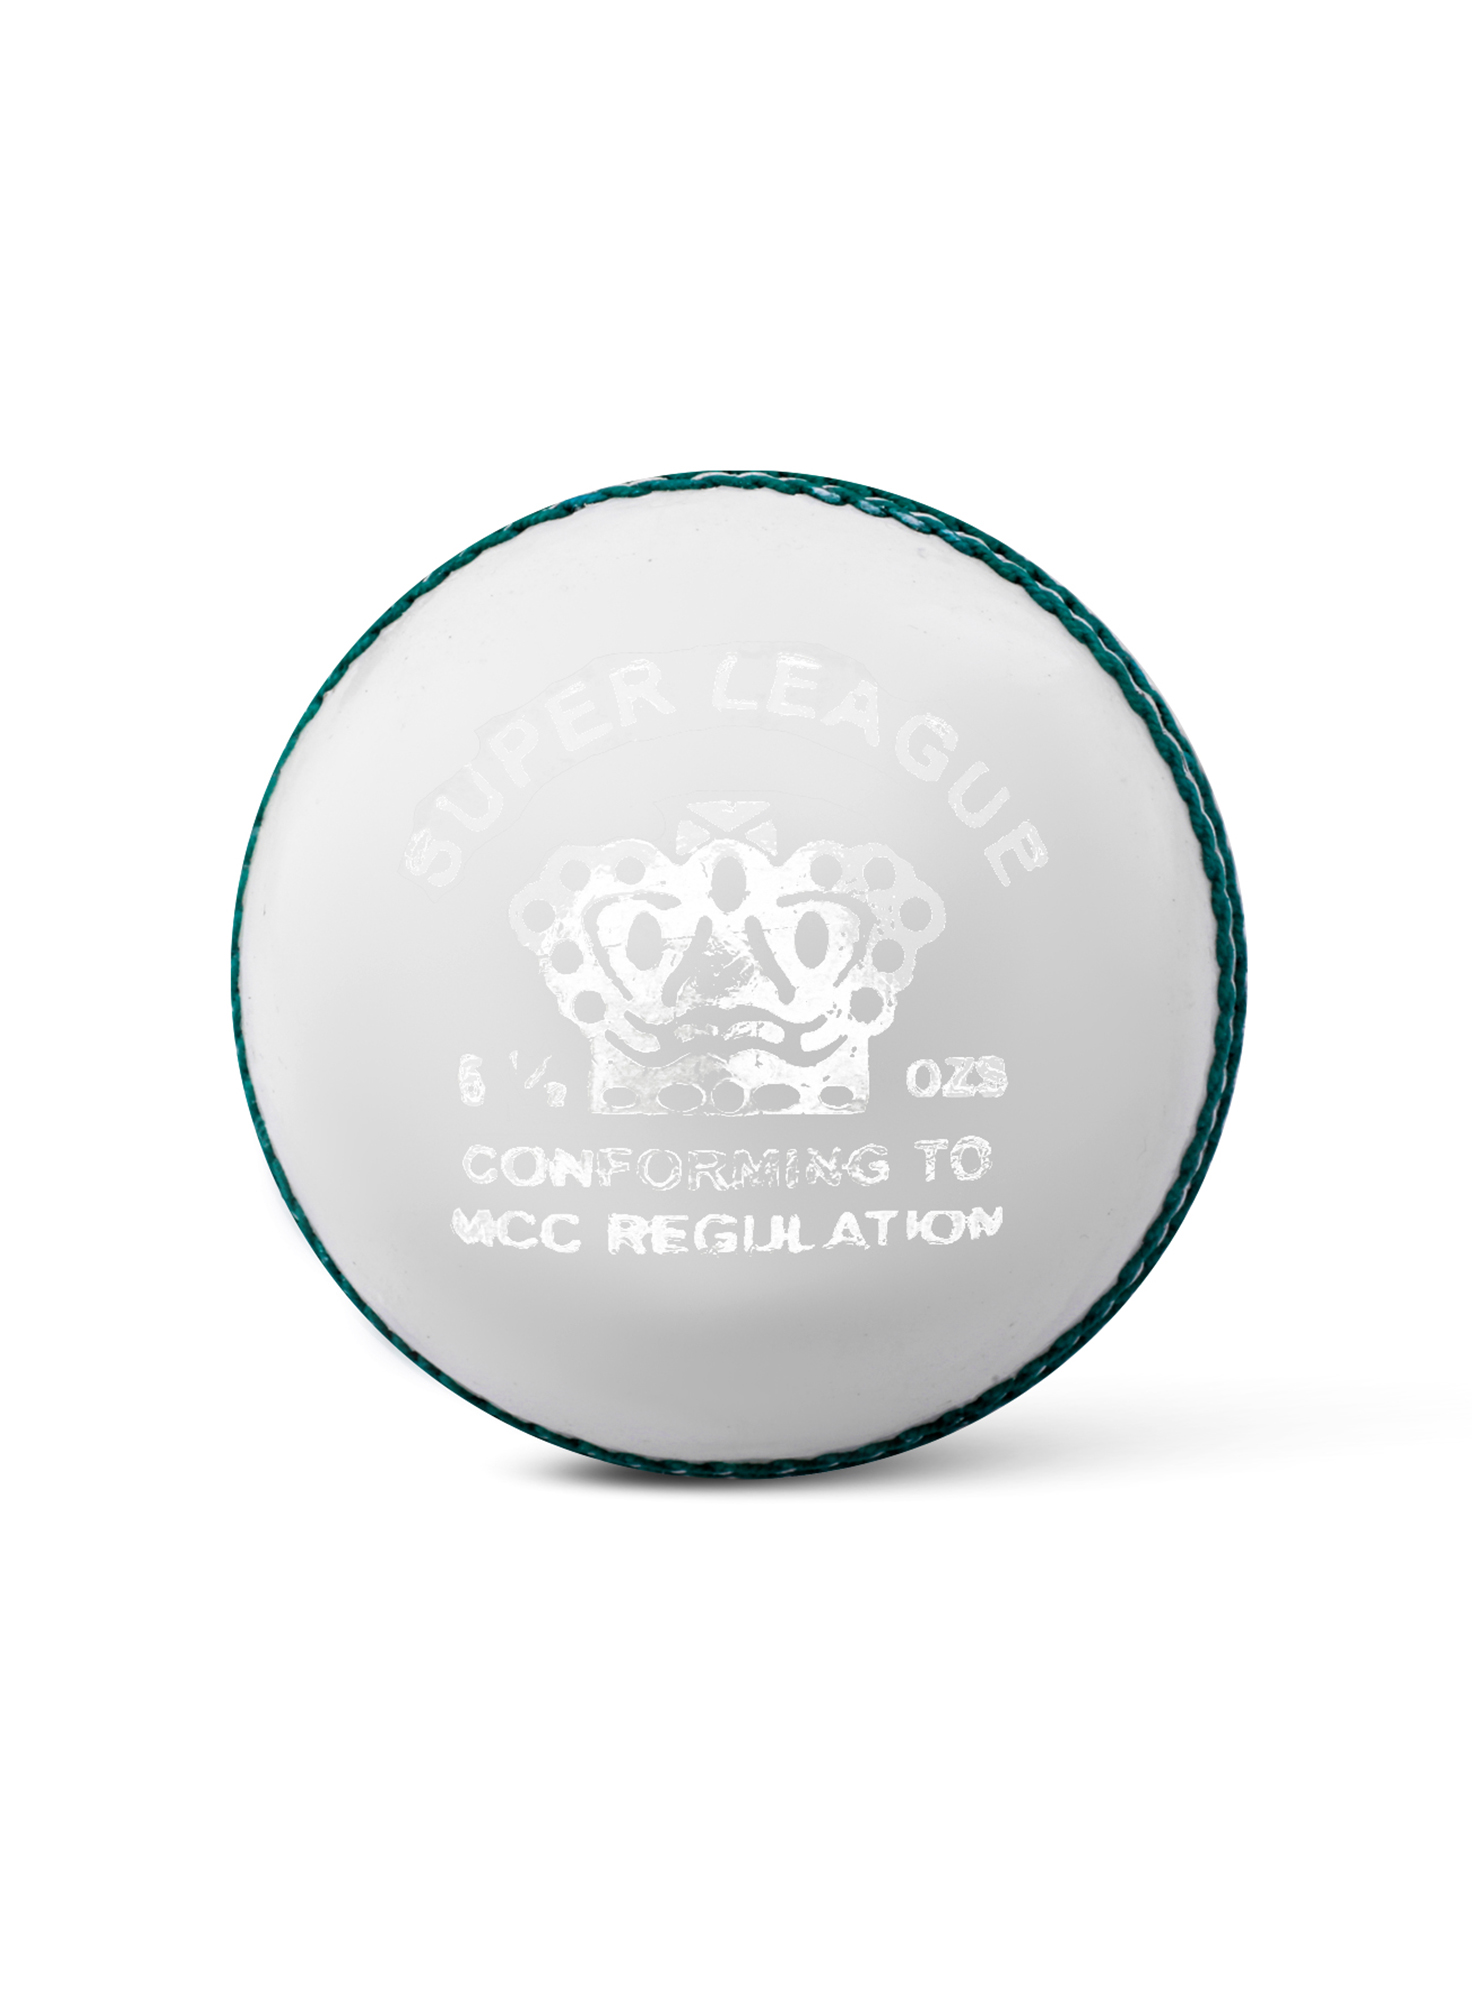 SUPER LEAGUE
5 ½ OZS
CONFORMING TO
MCC REGULATION